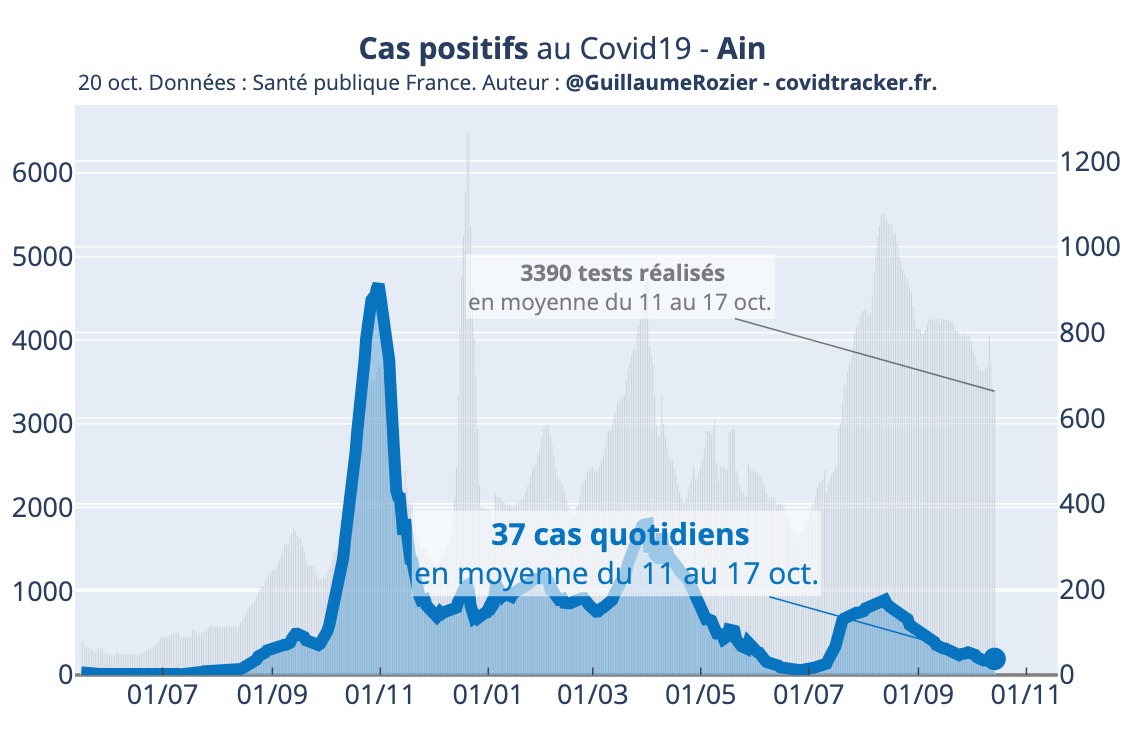 Cas positifs au Covid19 - Ain
20 oct. Données : Santé publique France. Auteur : @GuillaumeRozier - covidtracker.fr.
6000
5000
4000
3000
2000
1000
0
1200
1000
800
600
400
200
0
3390 tests réalisés
en moyenne du 11 au 17 oct.
37 cas quotidiens
en moyenne du 11 au 17 oct.
01/07 01/09 01/11 01/01 01/03 01/05 01/07 01/09 01/11